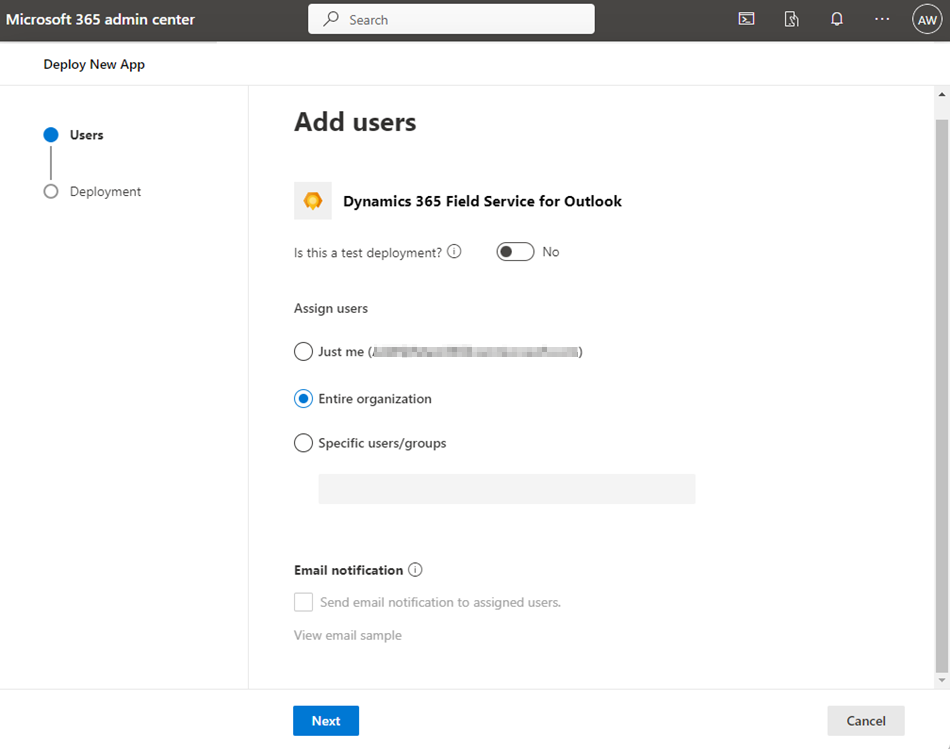 Microsoft 365 admin center
Search
AW
Deploy New App
Users
Deployment
Add users
Dynamics 365 Field Service for Outlook
Is this a test deployment?
No
Assign users
Just me ( )
Entire organization
Specific users/groups
Email notification
Send email notification to assigned users.
View email sample
Next
Cancel